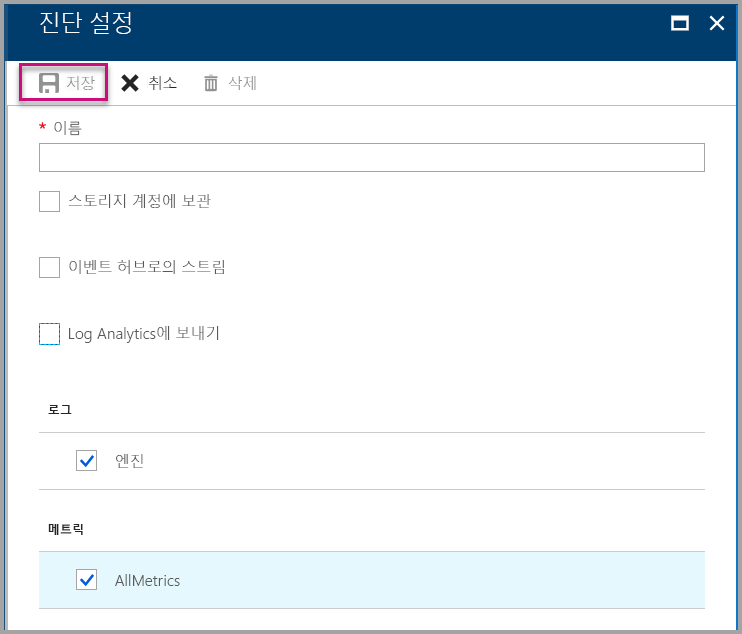 진단 설정
저장 취소 삭제
* 이름
스토리지 계정에 보관
이벤트 허브로의 스트림
Log Analytics에 보내기
로그
엔진
메트릭
AllMetrics